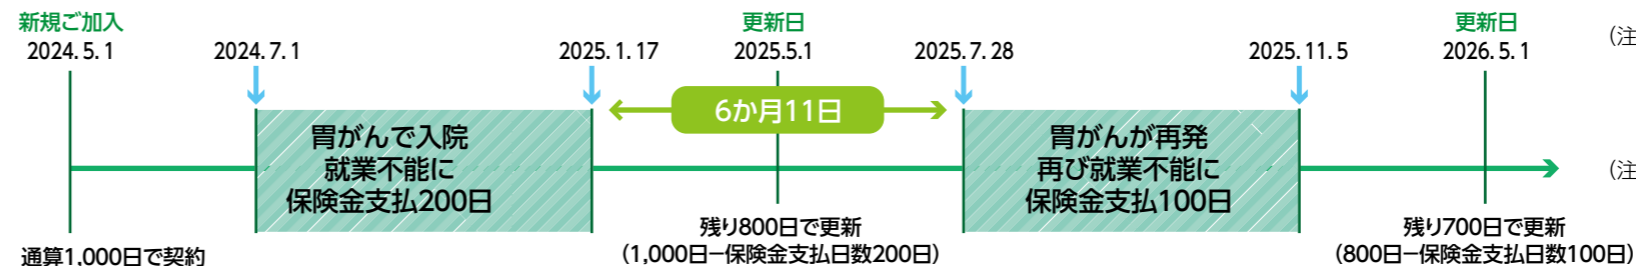 新規ご加入
2024.5.1
2024.7.1
2025.1.17
更新日
2025.5.1
2025.7.28
2025.11.5
更新日
2026.5.1
(注
6か月11日
胃がんで入院
就業不能に
保険金支払200日
胃がんが再発
再び就業不能に
保険金支払100日
(注
通算1,000日で契約
残り800日で更新
(1,000日ー保険金支払日数200日)
残り700日で更新
(800日ー保険金支払日数100日)